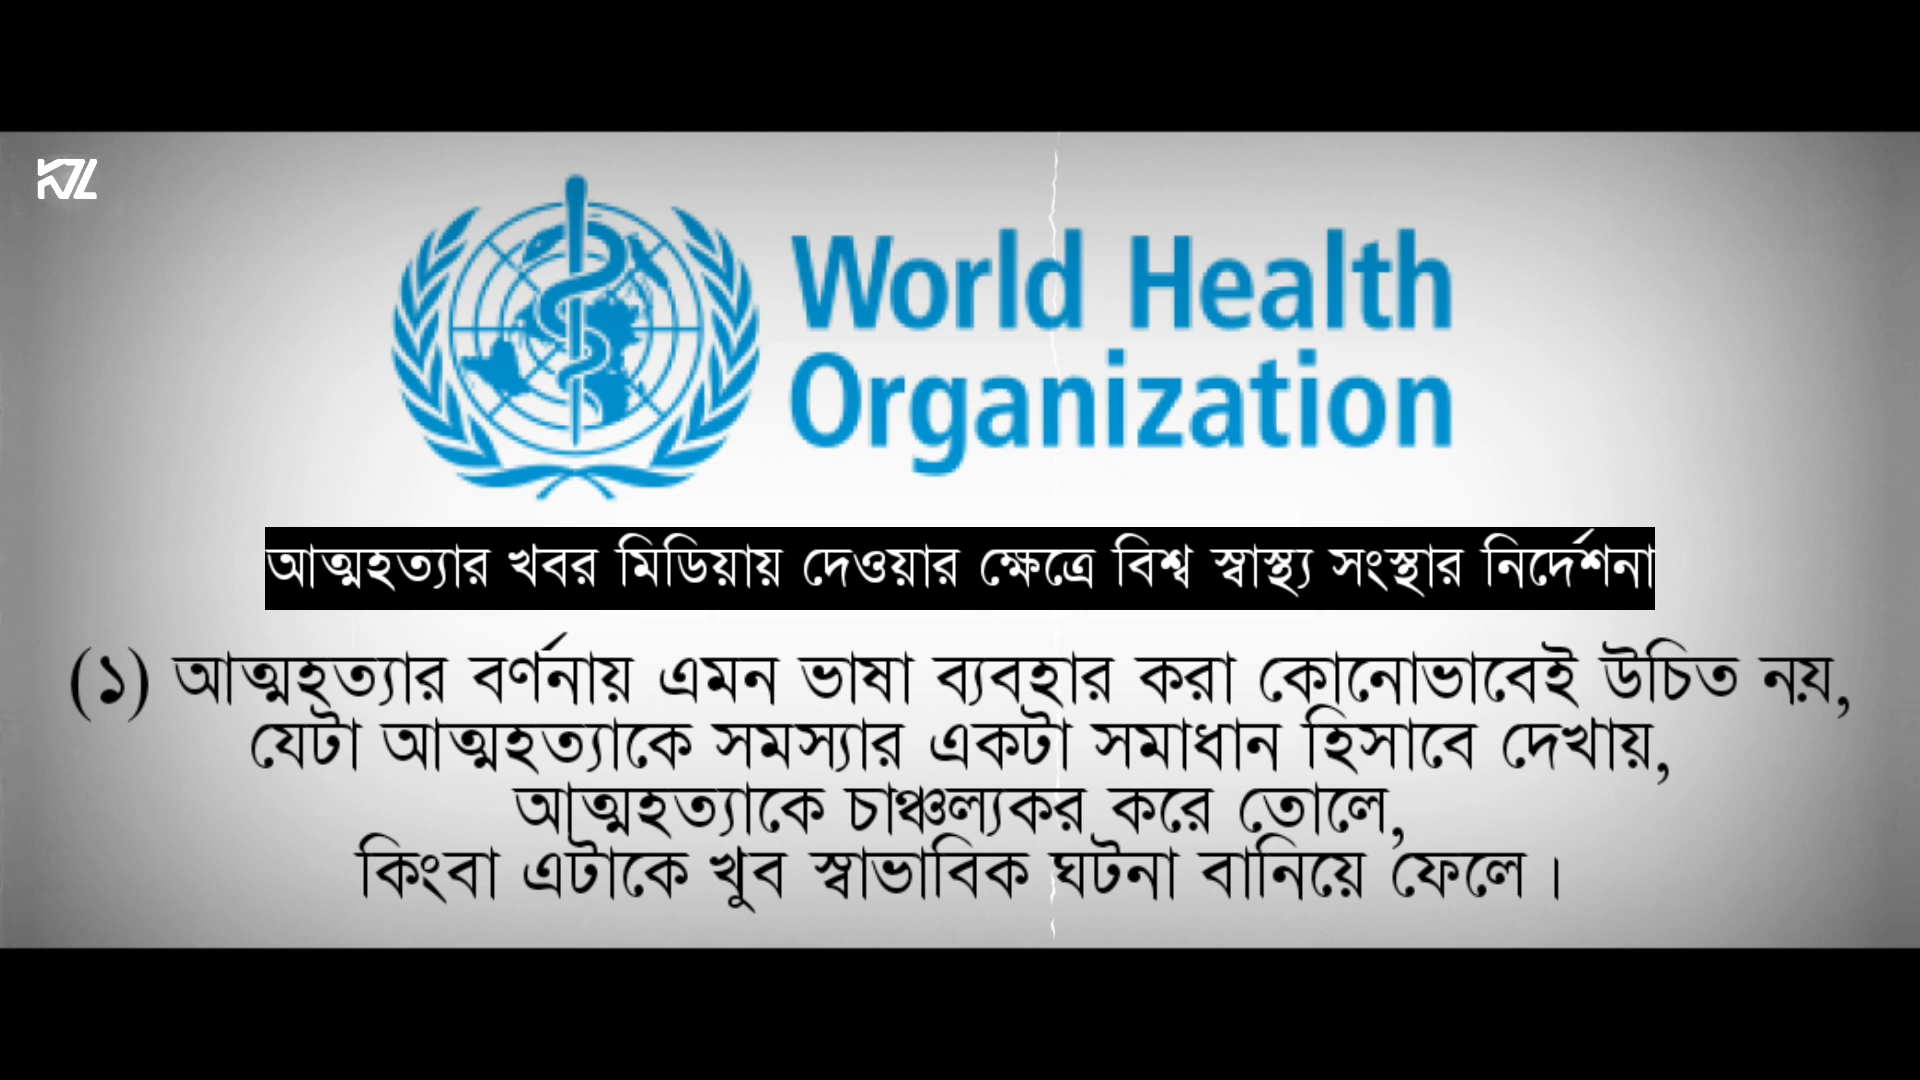 KZL
World Health
Organization
আত্মহত্যার খবর মিডিয়ায় দেওয়ার ক্ষেত্রে বিশ্ব স্বাস্থ্য সংস্থার নির্দেশনা
(১) আত্মহত্যার বর্ণনায় এমন ভাষা ব্যবহার করা কোনোভাবেই উচিত নয়,
যেটা আত্মহত্যাকে সমস্যার একটা সমাধান হিসাবে দেখায়,
আত্মহত্যাকে চাঞ্চল্যকর করে তোলে,
কিংবা এটাকে খুব স্বাভাবিক ঘটনা বানিয়ে ফেলে।